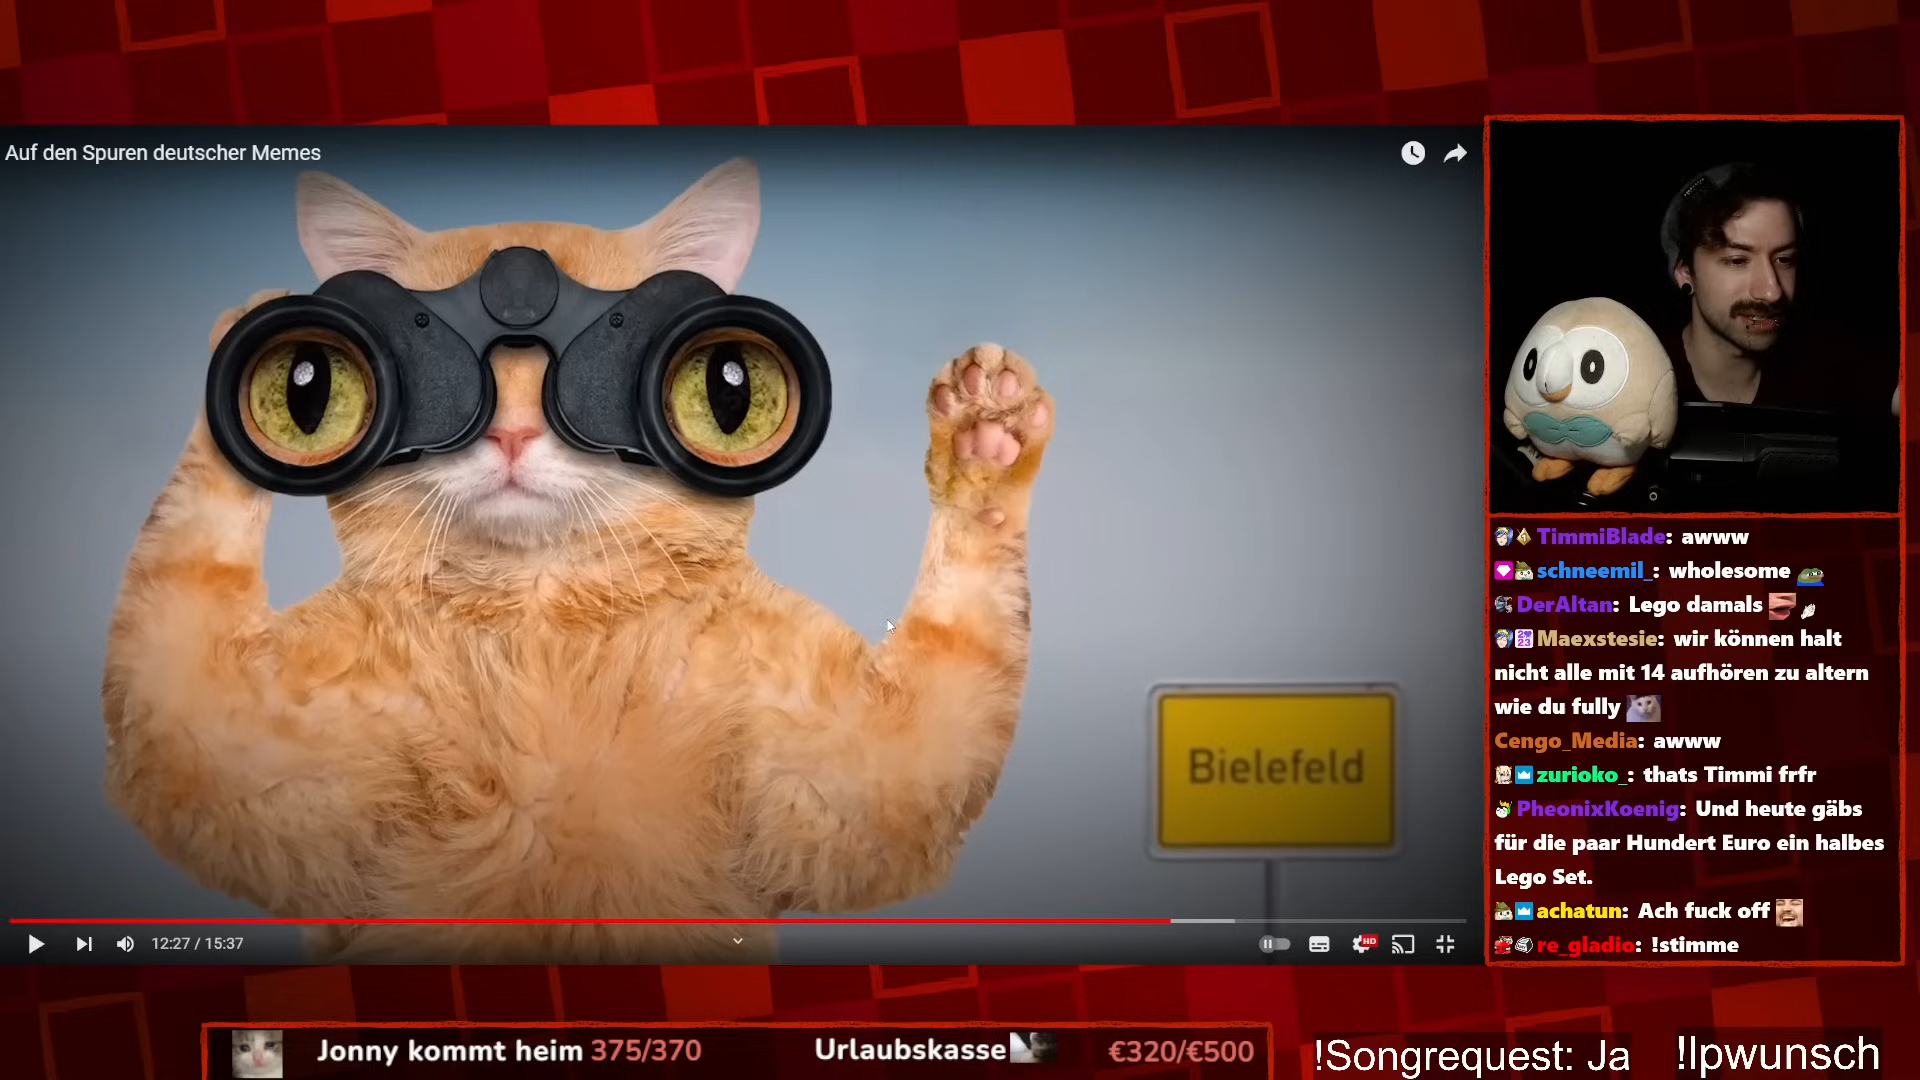 Auf den Spuren deutscher Memes
Bielefeld
12:27 / 15:37
HD
TimmiBlade: awww
schneemil_: wholesome
DerAltan: Lego damals
Maexstesie: wir können halt
nicht alle mit 14 aufhören zu altern
wie du fully
Cengo_Media: awww
zurioko_: thats Timmi frfr
PheonixKoenig: Und heute gäbs
für die paar Hundert Euro ein halbes
Lego Set.
achatun: Ach fuck off
re_gladio: !stimme
Jonny kommt heim 375/370
Urlaubskasse €320/€500
!Songrequest: Ja
!lpwunsch